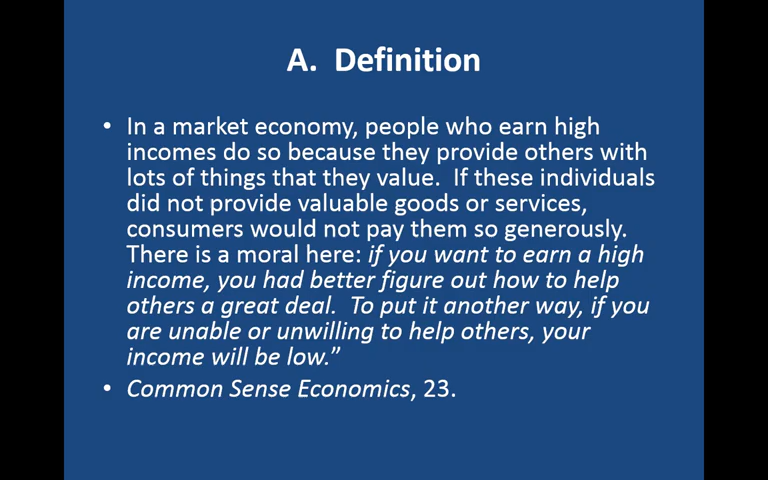 A. Definition
• In a market economy, people who earn high
incomes do so because they provide others with
lots of things that they value. If these individuals
did not provide valuable goods or services,
consumers would not pay them so generously.
There is a moral here: if you want to earn a high
income, you had better figure out how to help
others a great deal. To put it another way, if you
are unable or unwilling to help others, your
income will be low.”
• Common Sense Economics, 23.